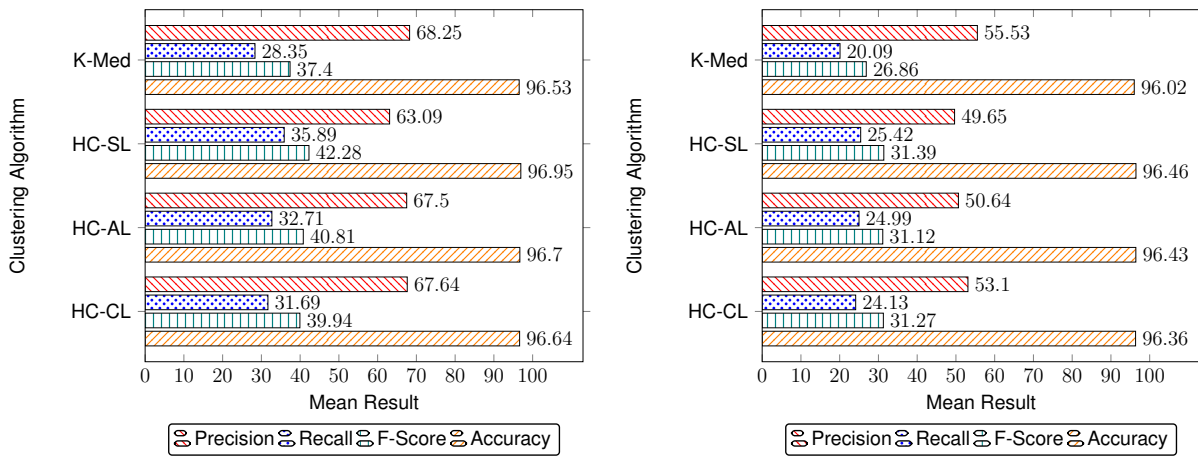 Clustering Algorithm
K-Med
68.25
28.35
37.4
96.53
HC-SL
63.09
35.89
42.28
96.95
HC-AL
67.5
32.71
40.81
96.7
HC-CL
67.64
31.69
39.94
96.64
0 10 20 30 40 50 60 70 80 90 100
Mean Result
Precision Recall F-Score Accuracy
Clustering Algorithm
K-Med
55.53
20.09
26.86
96.02
HC-SL
49.65
25.42
31.39
96.46
HC-AL
50.64
24.99
31.12
96.43
HC-CL
53.1
24.13
31.27
96.36
0 10 20 30 40 50 60 70 80 90 100
Mean Result
Precision Recall F-Score Accuracy